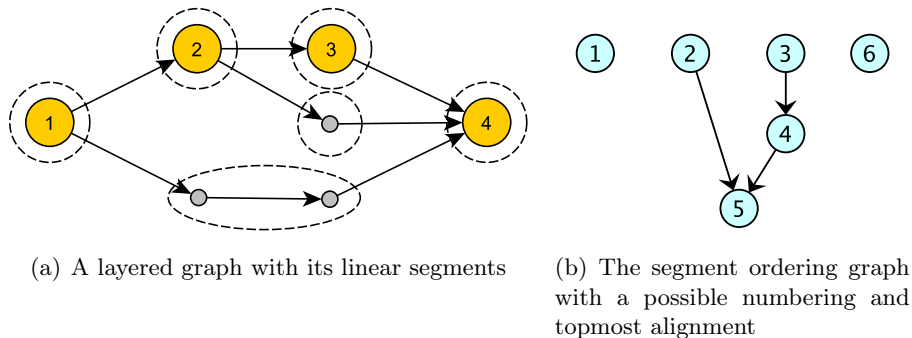 2 3
1 4
1 2 3 6
4
5
(a) A layered graph with its linear segments
(b) The segment ordering graph
with a possible numbering and
topmost alignment